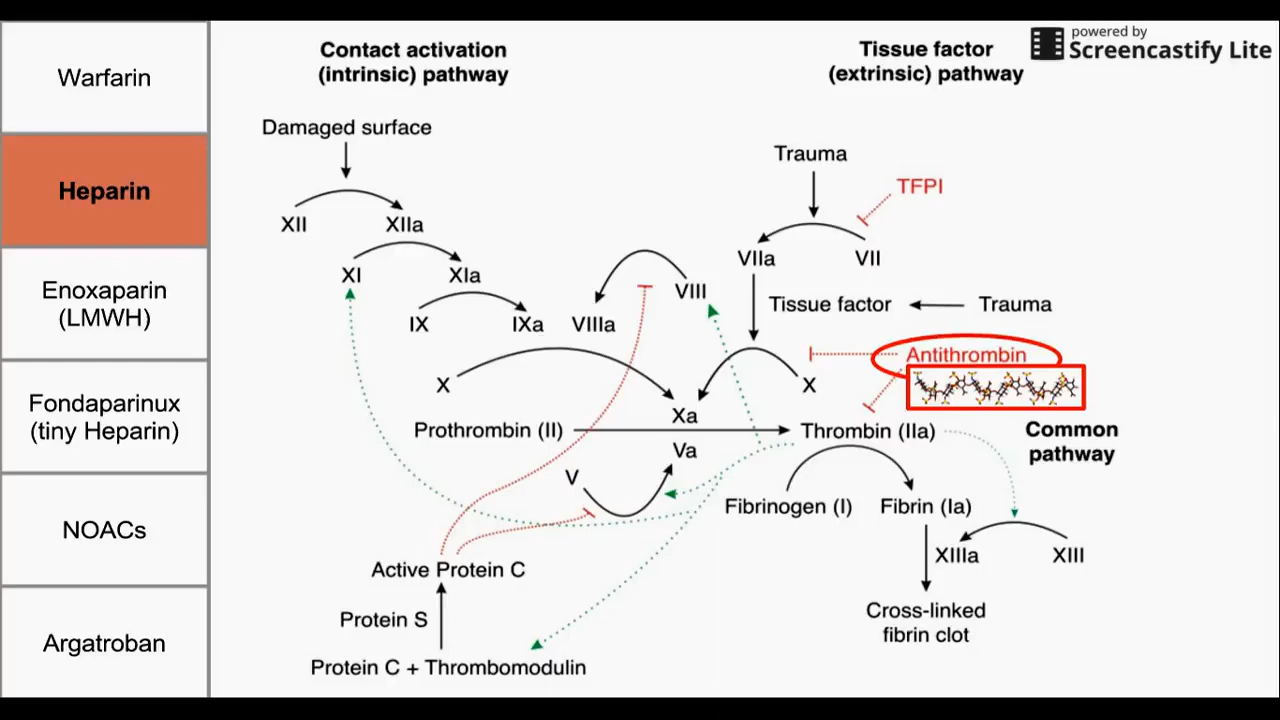 powered by
Screencastify Lite
Warfarin
Heparin
Enoxaparin
(LMWH)
Fondaparinux
(tiny Heparin)
NOACs
Argatroban
Contact activation
(intrinsic) pathway
Tissue factor
(extrinsic) pathway
Damaged surface
Trauma
TFPI
XII
XIIa
VIIa
VII
XI
XIa
VIII
Tissue factor
Trauma
IX
IXa
VIIIa
Antithrombin
X
X
Xa
Prothrombin (II)
Thrombin (IIa)
Common
pathway
Va
V
Fibrinogen (I)
Fibrin (Ia)
XIIIa
XIII
Active Protein C
Cross-linked
fibrin clot
Protein S
Protein C + Thrombomodulin